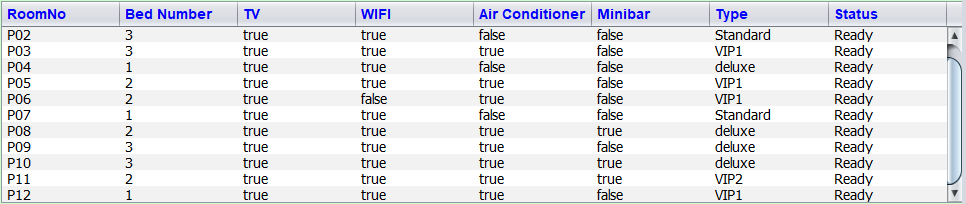 RoomNo Bed Number TV WIFI Air Conditioner Minibar Type Status
P02 3 true true false false Standard Ready
P03 3 true true true false VIP1 Ready
P04 1 true true false false deluxe Ready
P05 2 true true true false VIP1 Ready
P06 2 true false true false VIP1 Ready
P07 1 true true false false Standard Ready
P08 2 true true true true deluxe Ready
P09 3 true true true false deluxe Ready
P10 3 true true true true deluxe Ready
P11 2 true true true true VIP2 Ready
P12 1 true true true false VIP1 Ready